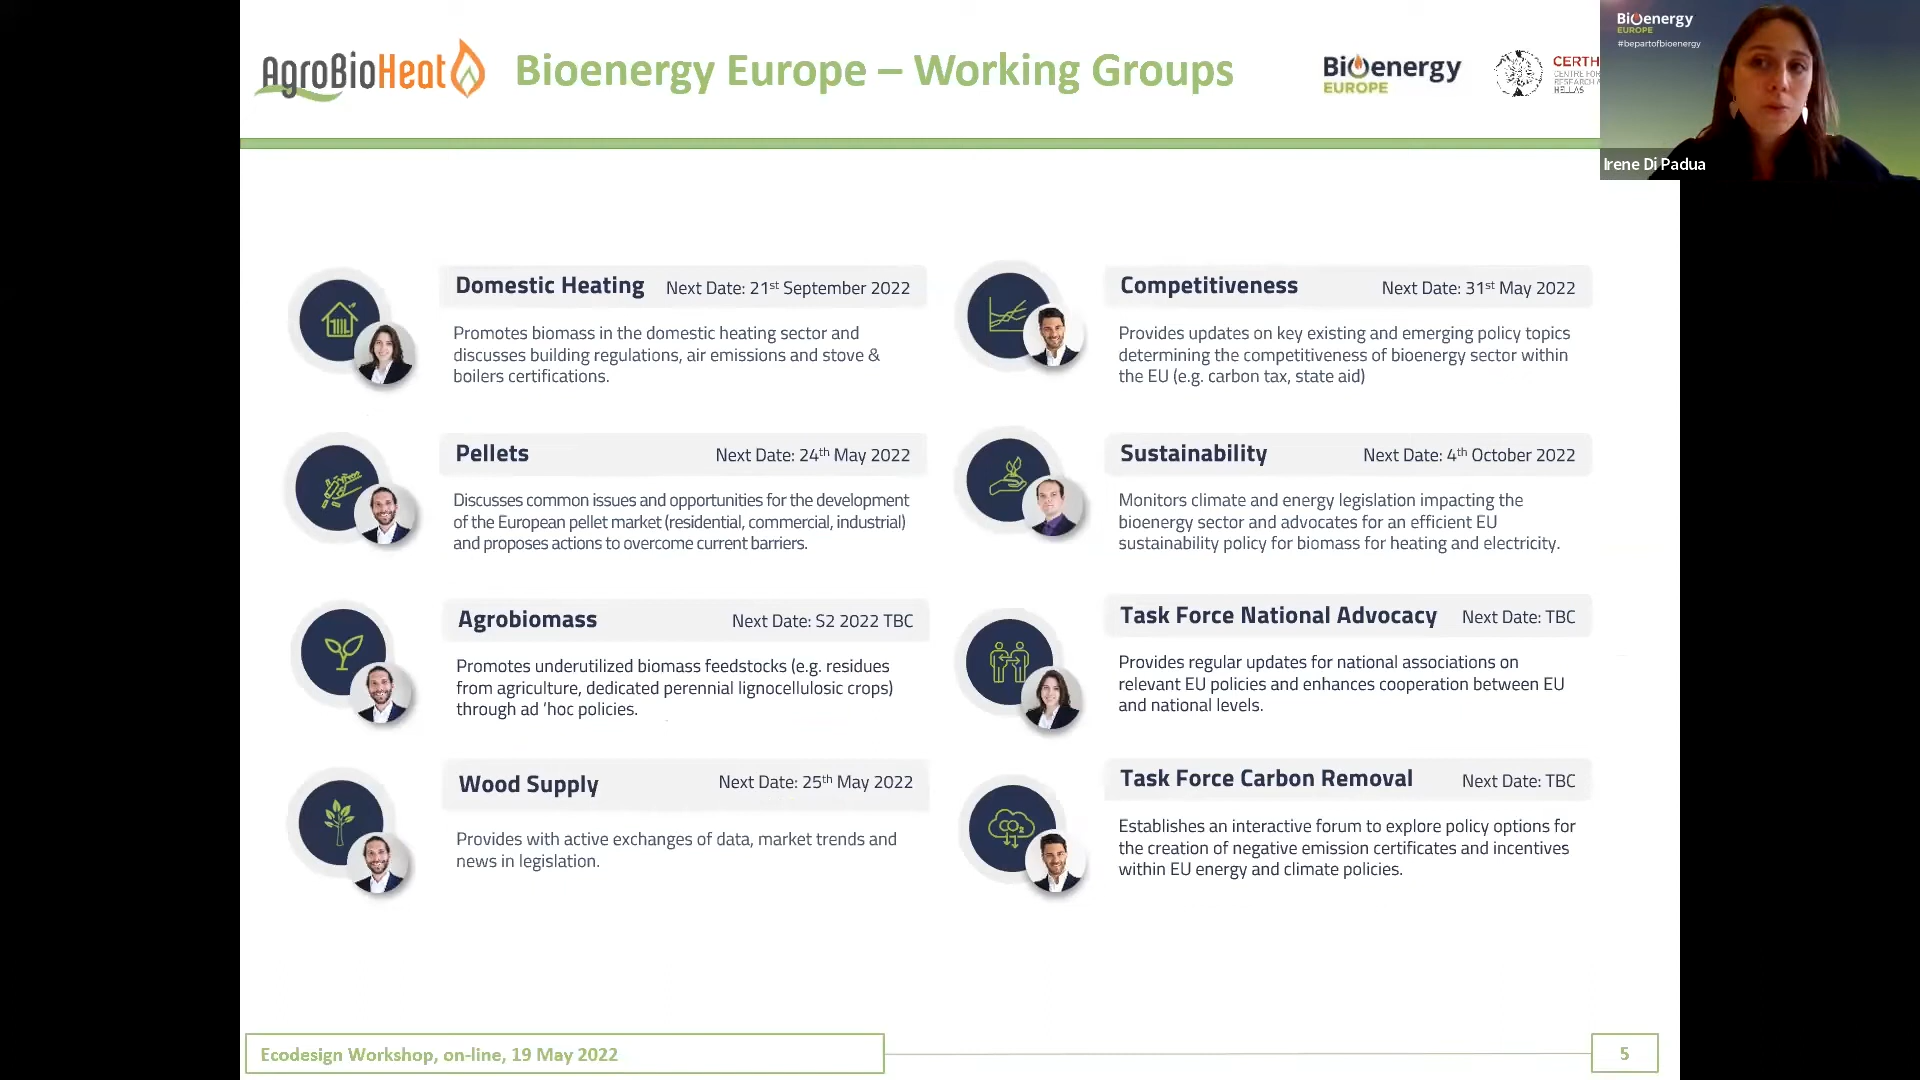 AgroBioHeat
Bioenergy Europe – Working Groups
Bioenergy
EUROPE
CERTH
CENTRE FOR
RESEARCH
HELLAS
Bioenergy
EUROPE
#bepartofbioenergy
Irene Di Padua
Domestic Heating Next Date: 21st September 2022
Promotes biomass in the domestic heating sector and
discusses building regulations, air emissions and stove &
boilers certifications.
Pellets Next Date: 24th May 2022
Discusses common issues and opportunities for the development
of the European pellet market (residential, commercial, industrial)
and proposes actions to overcome current barriers.
Agrobiomass Next Date: S2 2022 TBC
Promotes underutilized biomass feedstocks (e.g. residues
from agriculture, dedicated perennial lignocellulosic crops)
through ad 'hoc policies.
Wood Supply Next Date: 25th May 2022
Provides with active exchanges of data, market trends and
news in legislation.
Competitiveness Next Date: 31st May 2022
Provides updates on key existing and emerging policy topics
determining the competitiveness of bioenergy sector within
the EU (e.g. carbon tax, state aid)
Sustainability Next Date: 4th October 2022
Monitors climate and energy legislation impacting the
bioenergy sector and advocates for an efficient EU
sustainability policy for biomass for heating and electricity.
Task Force National Advocacy Next Date: TBC
Provides regular updates for national associations on
relevant EU policies and enhances cooperation between EU
and national levels.
Task Force Carbon Removal Next Date: TBC
CO2
Establishes an interactive forum to explore policy options for
the creation of negative emission certificates and incentives
within EU energy and climate policies.
Ecodesign Workshop, on-line, 19 May 2022
5